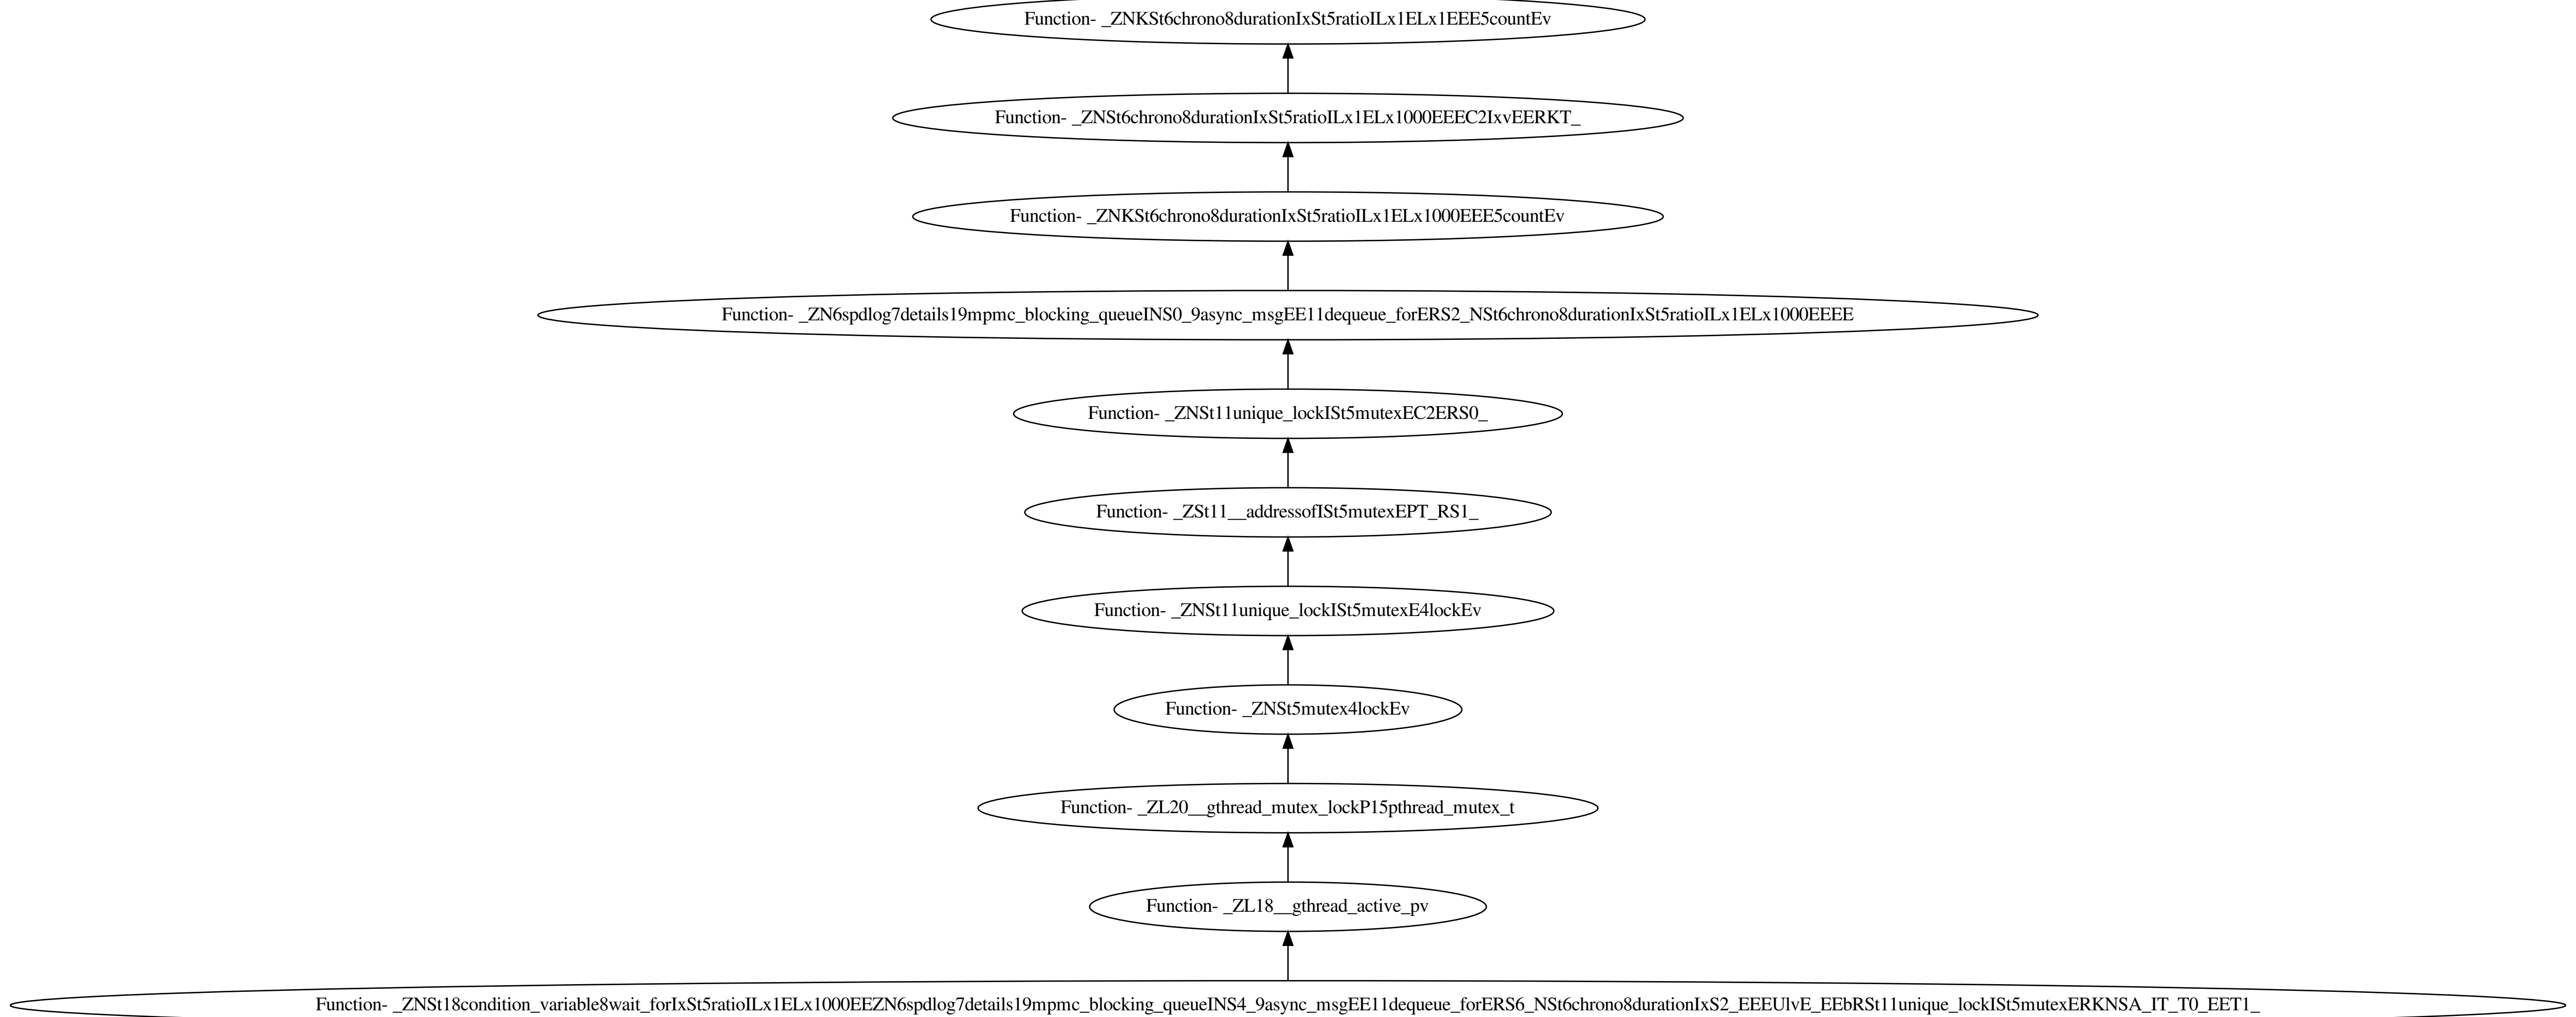 Function- _ZNKSt6chrono8durationIxSt5ratioILx1ELx1EEE5countEv
Function- _ZNSt6chrono8durationIxSt5ratioILx1ELx1000EEEC2IxvEERKT_
Function- _ZNKSt6chrono8durationIxSt5ratioILx1ELx1000EEE5countEv
Function- _ZN6spdlog7details19mpmc_blocking_queueINS0_9async_msgEE11dequeue_forERS2_NSt6chrono8durationIxSt5ratioILx1ELx1000EEEE
Function- _ZNSt11unique_lockISt5mutexEC2ERS0_
Function- _ZSt11__addressofISt5mutexEPT_RS1_
Function- _ZNSt11unique_lockISt5mutexE4lockEv
Function- _ZNSt5mutex4lockEv
Function- _ZL20__gthread_mutex_lockP15pthread_mutex_t
Function- _ZL18__gthread_active_pv
Function- _ZNSt18condition_variable8wait_forIxSt5ratioILx1ELx1000EEZN6spdlog7details19mpmc_blocking_queueINS4_9async_msgEE11dequeue_forERS6_NSt6chrono8durationIxS2_EEEUlvE_EEbRSt11unique_lockISt5mutexERKNSA_IT_T0_EET1_